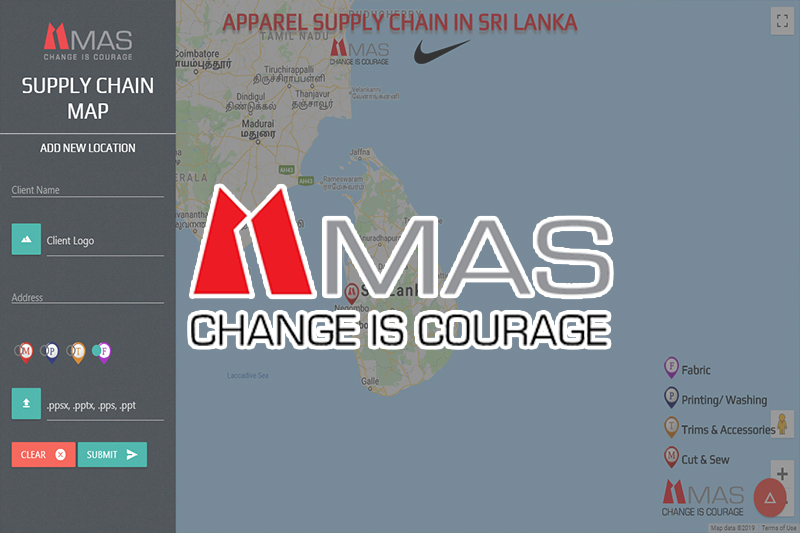 MAS
CHANGE IS COURAGE
SUPPLY CHAIN
MAP
ADD NEW LOCATION
Client Name
Client Logo
Address
M
P
T
F
.ppsx, .pptx, .pps, .ppt
CLEAR
SUBMIT
APPAREL SUPPLY CHAIN IN SRI LANKA
MAS
CHANGE IS COURAGE
TAMIL NADU
Coimbatore
Tiruchirappalli
திருச்சிராப்பள்ளி
Dindigul
திண்டுக்கல்
Thanjavur
தஞ்சாவூர்
Madurai
மதுரை
Jaffna
Rameswaram
MAS
CHANGE IS COURAGE
Negombo
Galle
Laccadive Sea
F
Fabric
P
Printing/ Washing
T
Trims & Accessories
M
Cut & Sew
MAS
CHANGE IS COURAGE
Map data ©2019
Terms of Use